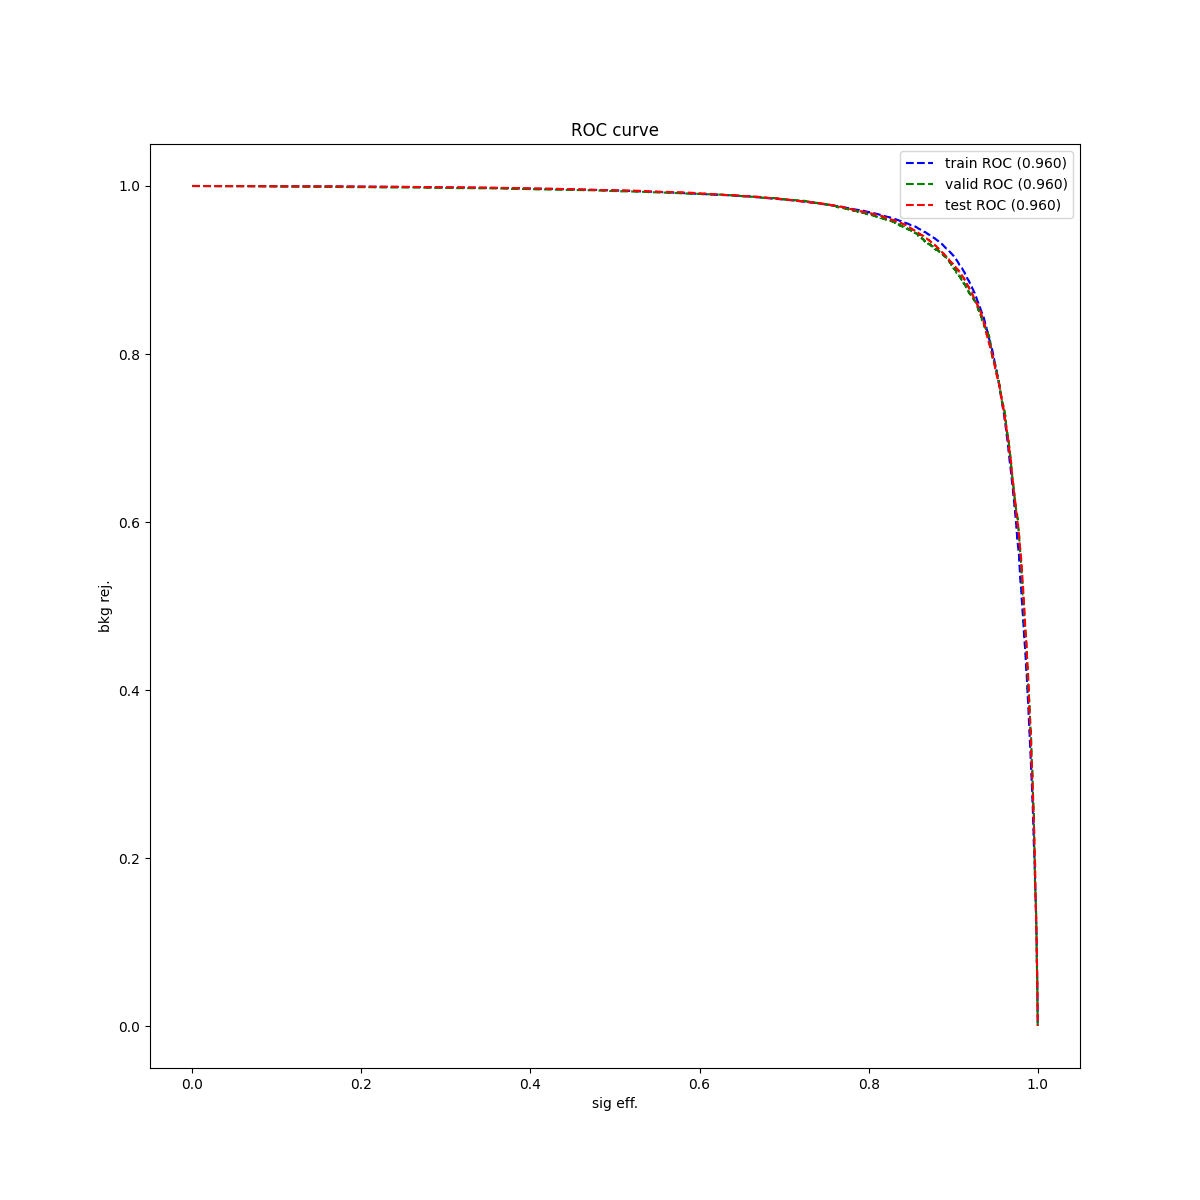 ROC curve
train ROC (0.960)
valid ROC (0.960)
test ROC (0.960)
1.0
0.8
0.6
0.4
0.2
0.0
bkg rej.
0.0 0.2 0.4 0.6 0.8 1.0
sig eff.